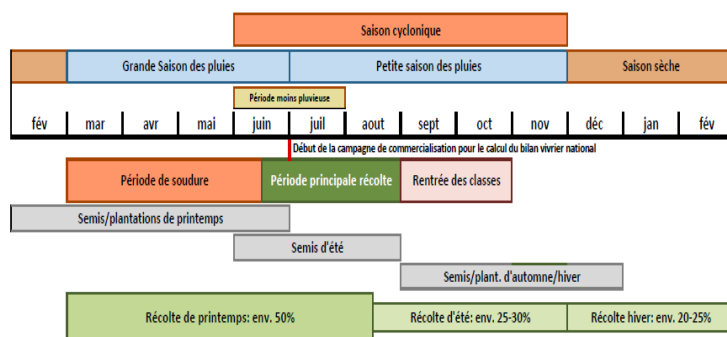 Saison cyclonique
Grande Saison des pluies
Petite saison des pluies
Saison sèche
Période moins pluvieuse
fév mar avr mai juin juil aout sept oct nov déc jan fév
Début de la campagne de commercialisation pour le calcul du bilan vivrier national
Période de soudure
Période principale récolte
Rentrée des classes
Semis/plantations de printemps
Semis d'été
Semis/plant. d'automne/hiver
Récolte de printemps: env. 50%
Récolte d'été: env. 25-30%
Récolte hiver: env. 20-25%